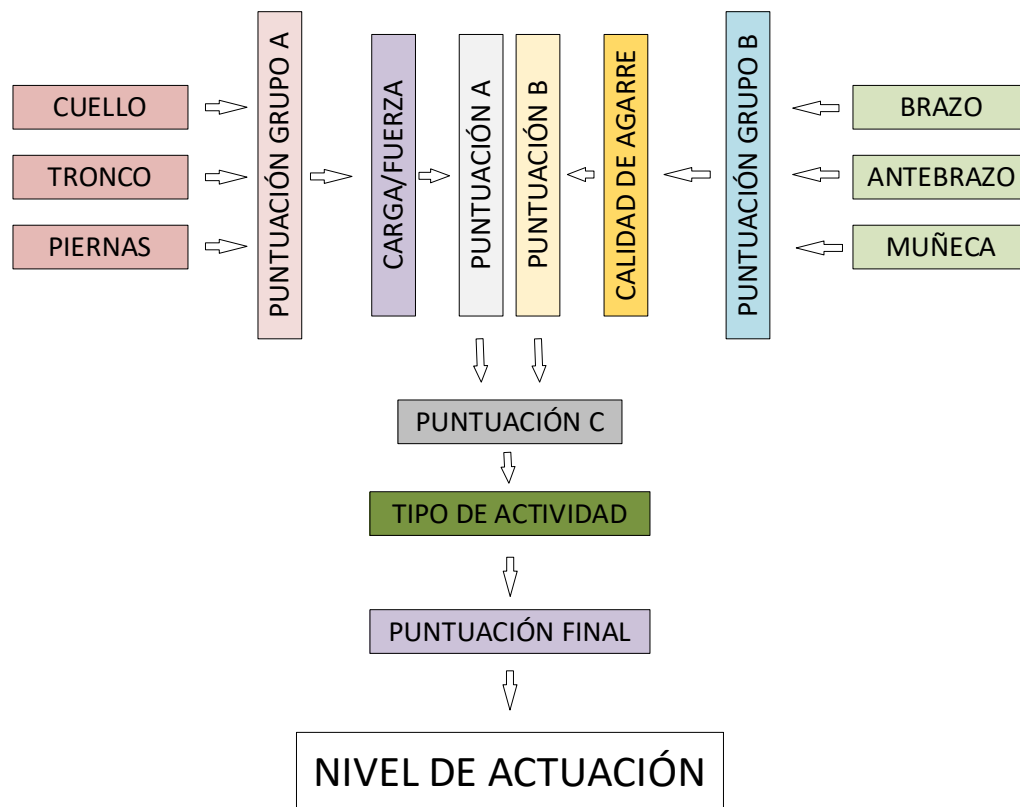 CUELLO
TRONCO
PIERNAS
PUNTUACIÓN GRUPO A
CARGA/FUERZA
PUNTUACIÓN A
PUNTUACIÓN B
CALIDAD DE AGARRE
PUNTUACIÓN GRUPO B
BRAZO
ANTEBRAZO
MUÑECA
PUNTUACIÓN C
TIPO DE ACTIVIDAD
PUNTUACIÓN FINAL
NIVEL DE ACTUACIÓN